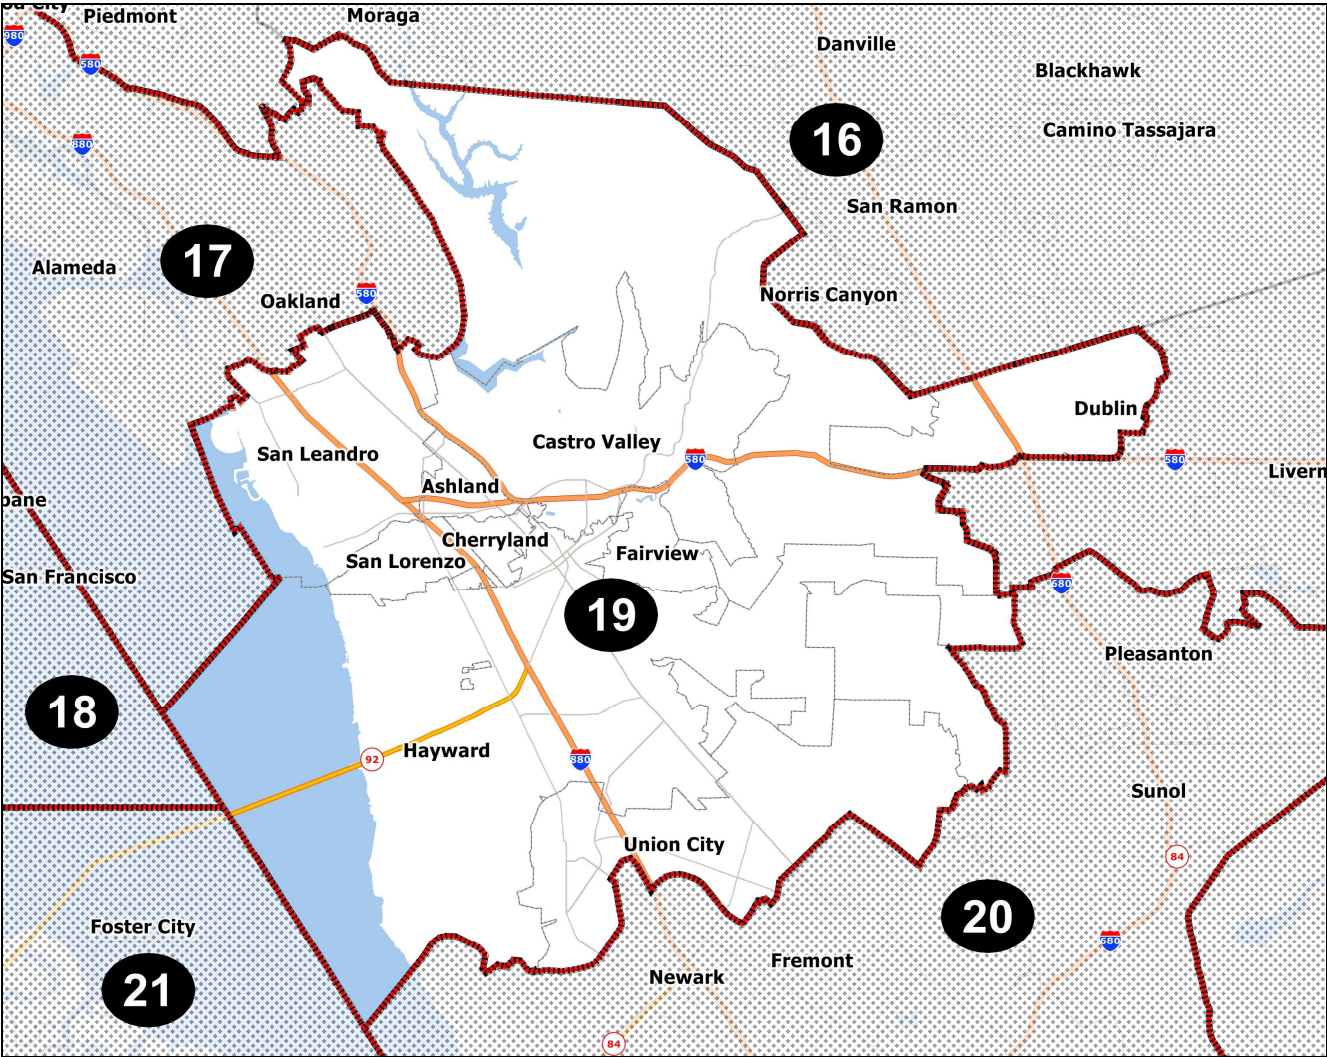 Piedmont
Moraga
980
580
Danville
Blackhawk
16
Camino Tassajara
880
San Ramon
17
Alameda
Oakland
580
Norris Canyon
Dublin
San Leandro
Castro Valley
580
580
Ashland
Cherryland
San Lorenzo
Fairview
San Francisco
680
19
Pleasanton
18
Hayward
92
880
Sunol
Union City
84
20
Foster City
680
Fremont
21
Newark
84